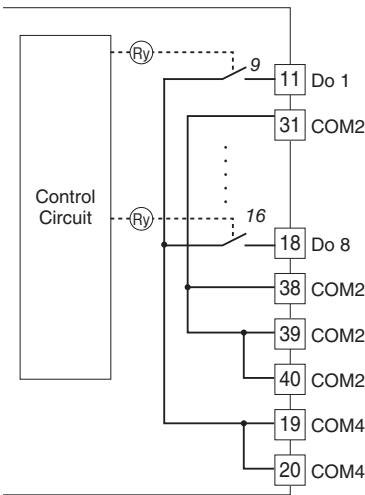 Ry 9 11 Do 1
31 COM2
Control
Circuit
Ry 16 18 Do 8
38 COM2
39 COM2
40 COM2
19 COM4
20 COM4